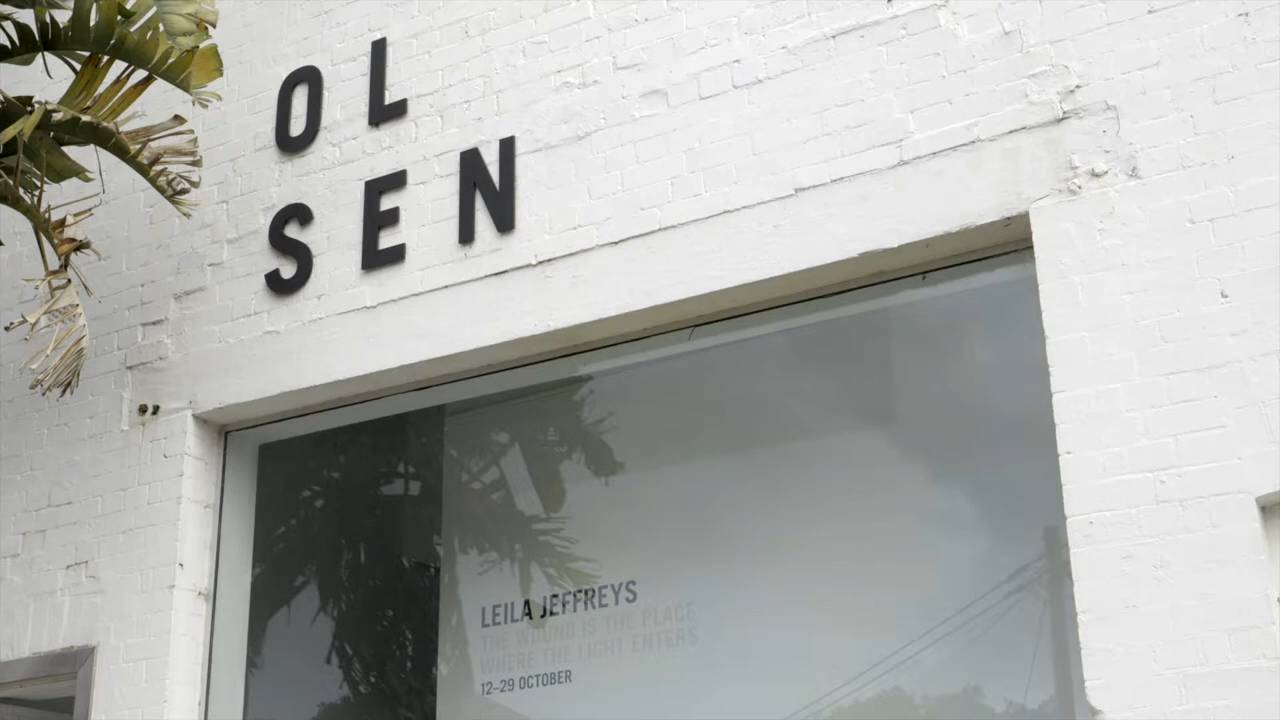 OL
SEN
LEILA JEFFREYS
THE WOUND IS THE PLACE
WHERE THE LIGHT ENTERS
12–29 OCTOBER